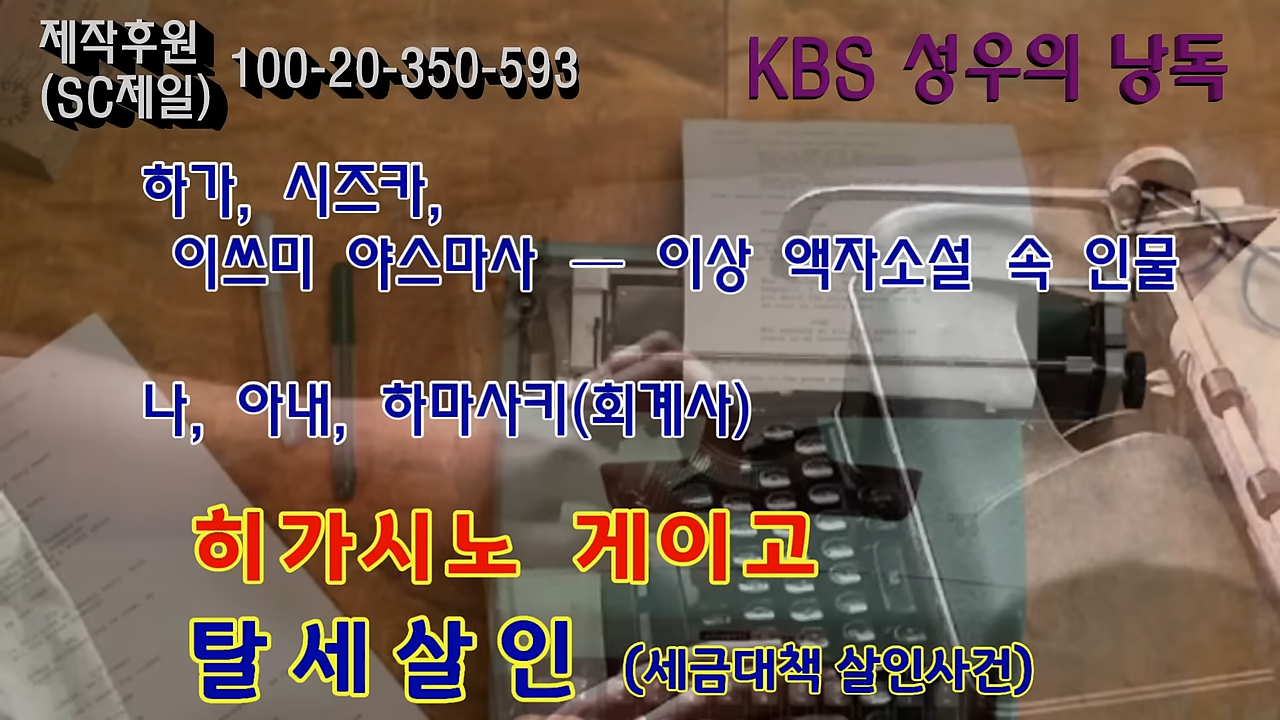 제작후원
(SC제일) 100-20-350-593
KBS 성우의 낭독
하가, 시즈카,
이쓰미 야스마사 — 이상 액자소설 속 인물
나, 아내, 하마사키(회계사)
히가시노 게이고
탈세살인 (세금대책 살인사건)